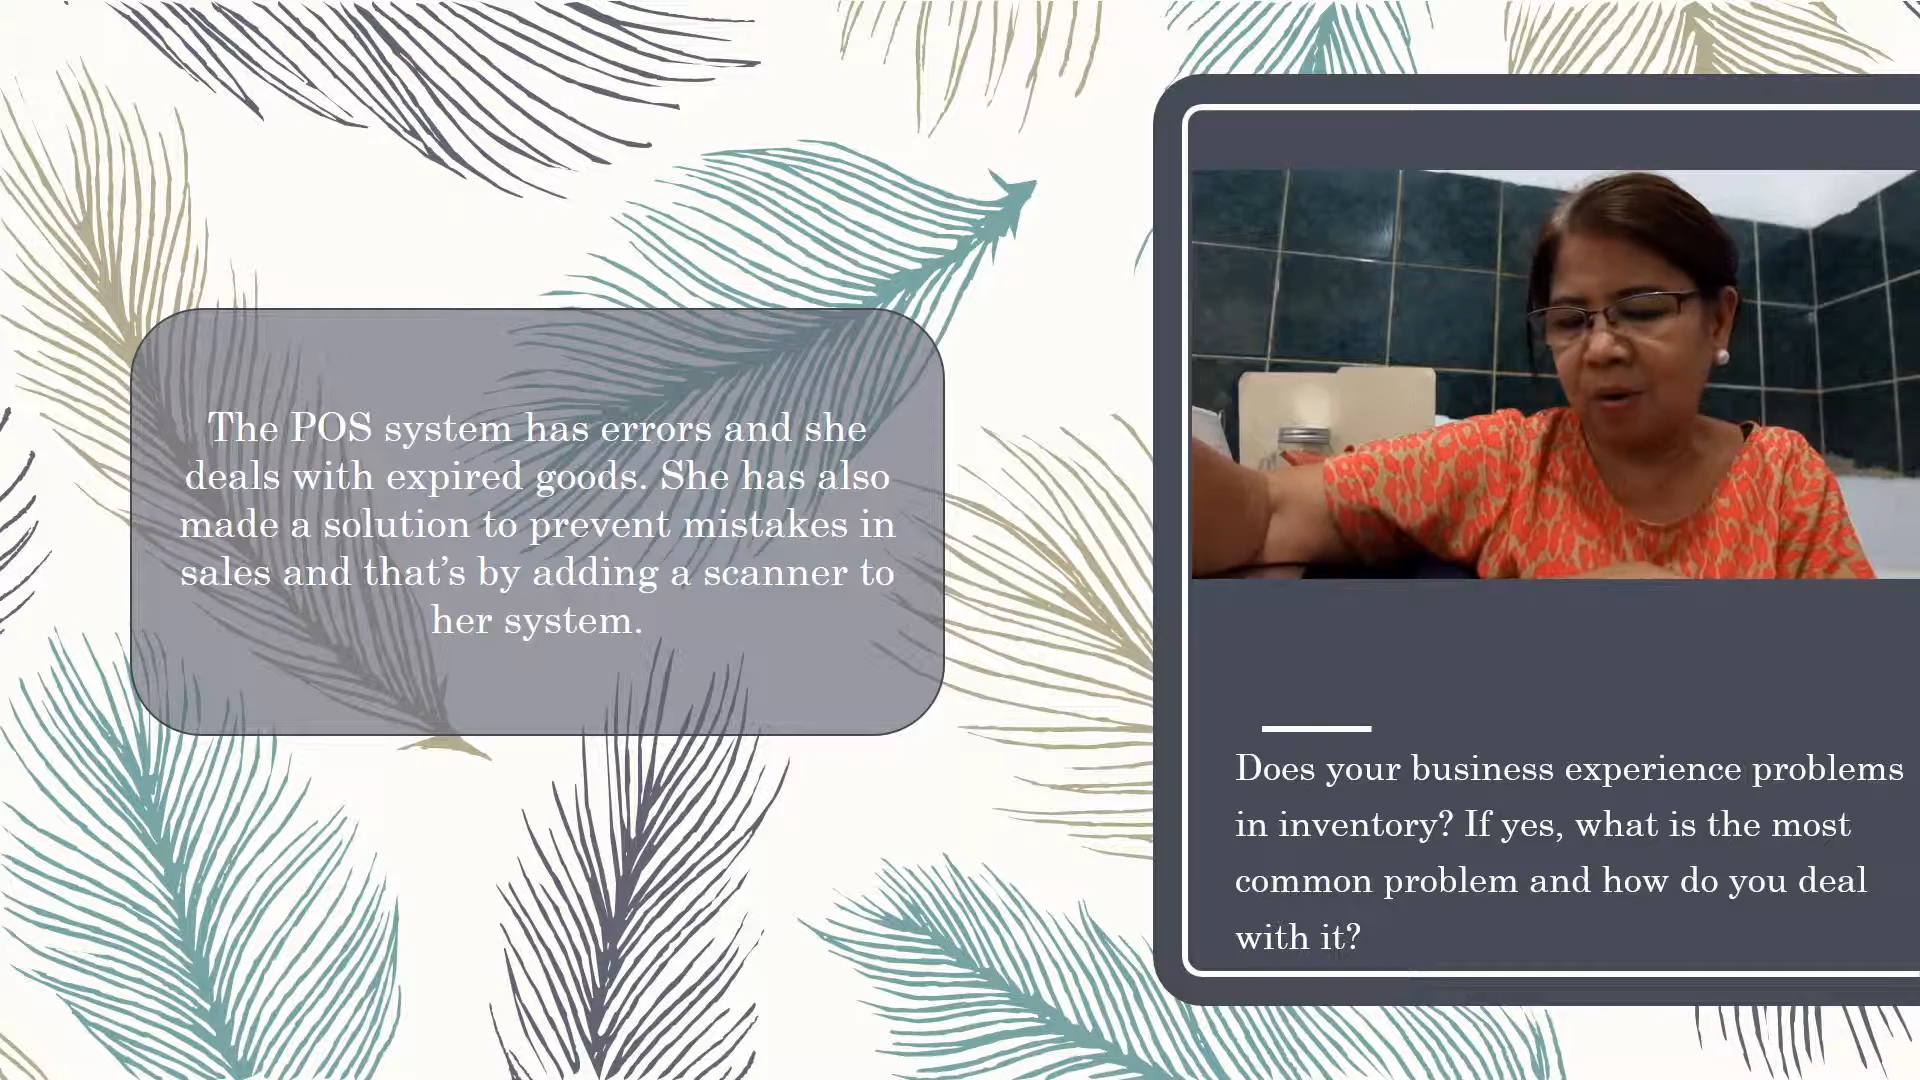 The POS system has errors and she
deals with expired goods. She has also
made a solution to prevent mistakes in
sales and that’s by adding a scanner to
her system.
Does your business experience problems
in inventory? If yes, what is the most
common problem and how do you deal
with it?